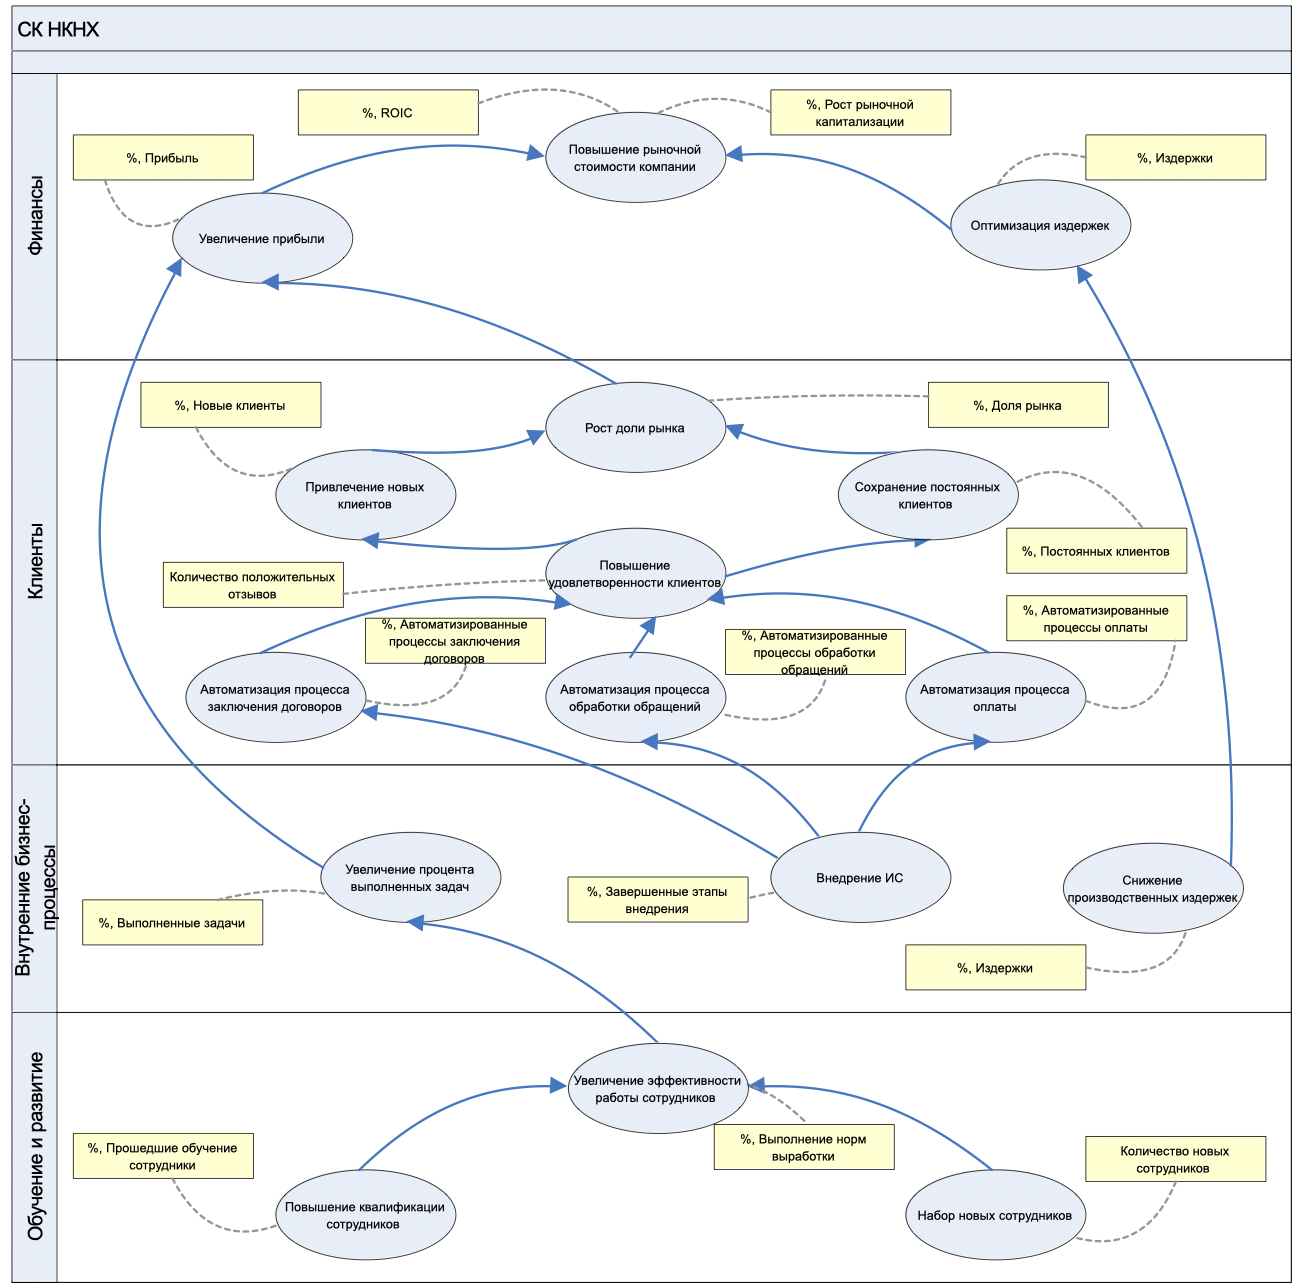 СК НКНХ
Финансы
%, ROIC
%, Рост рыночной
капитализации
%, Прибыль
Повышение рыночной
стоимости компании
%, Издержки
Увеличение прибыли
Оптимизация издержек
Клиенты
%, Новые клиенты
Рост доли рынка
%, Доля рынка
Привлечение новых
клиентов
Сохранение постоянных
клиентов
%, Постоянных клиентов
Количество положительных
отзывов
Повышение
удовлетворенности клиентов
%, Автоматизированные
процессы заключения
договоров
%, Автоматизированные
процессы обработки
обращений
%, Автоматизированные
процессы оплаты
Автоматизация процесса
заключения договоров
Автоматизация процесса
обработки обращений
Автоматизация процесса
оплаты
Внутренние бизнес-
процессы
Увеличение процента
выполненных задач
%, Выполненные задачи
%, Завершенные этапы
внедрения
Внедрение ИС
Снижение
производственных издержек
%, Издержки
Обучение и развитие
Увеличение эффективности
работы сотрудников
%, Выполнение норм
выработки
%, Прошедшие обучение
сотрудники
Количество новых
сотрудников
Повышение квалификации
сотрудников
Набор новых сотрудников